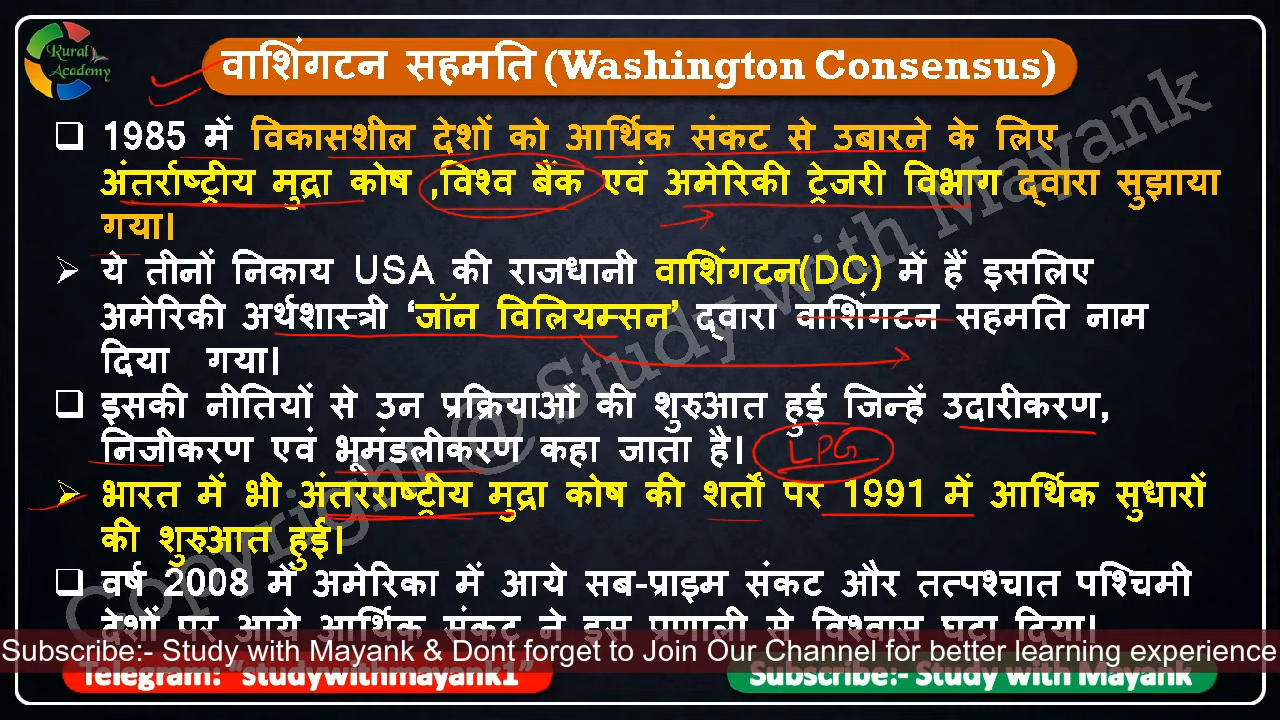 Rural
Academy
वाशिंगटन सहमति (Washington Consensus)
1985 में विकासशील देशों को आर्थिक संकट से उबारने के लिए
अंतर्राष्ट्रीय मुद्रा कोष ,विश्व बैंक एवं अमेरिकी ट्रेजरी विभाग द्वारा सुझाया
गया।
ये तीनों निकाय USA की राजधानी वाशिंगटन(DC) में हैं इसलिए
अमेरिकी अर्थशास्त्री 'जॉन विलियम्सन' द्वारा वाशिंगटन सहमति नाम
दिया गया।
इसकी नीतियों से उन प्रक्रियाओं की शुरुआत हुई जिन्हें उदारीकरण,
निजीकरण एवं भूमंडलीकरण कहा जाता है। LPG
भारत में भी अंतरराष्ट्रीय मुद्रा कोष की शर्तों पर 1991 में आर्थिक सुधारों
की शुरुआत हुई।
वर्ष 2008 में अमेरिका में आये सब-प्राइम संकट और तत्पश्चात पश्चिमी
देशों पर आये आर्थिक संकट ने इस प्रणाली से विश्वास घटा दिया।
Copyright @Study with Mayank
Subscribe:- Study with Mayank & Dont forget to Join Our Channel for better learning experience
Telegram: "studywithmayank1"
Subscribe:- Study with Mayank